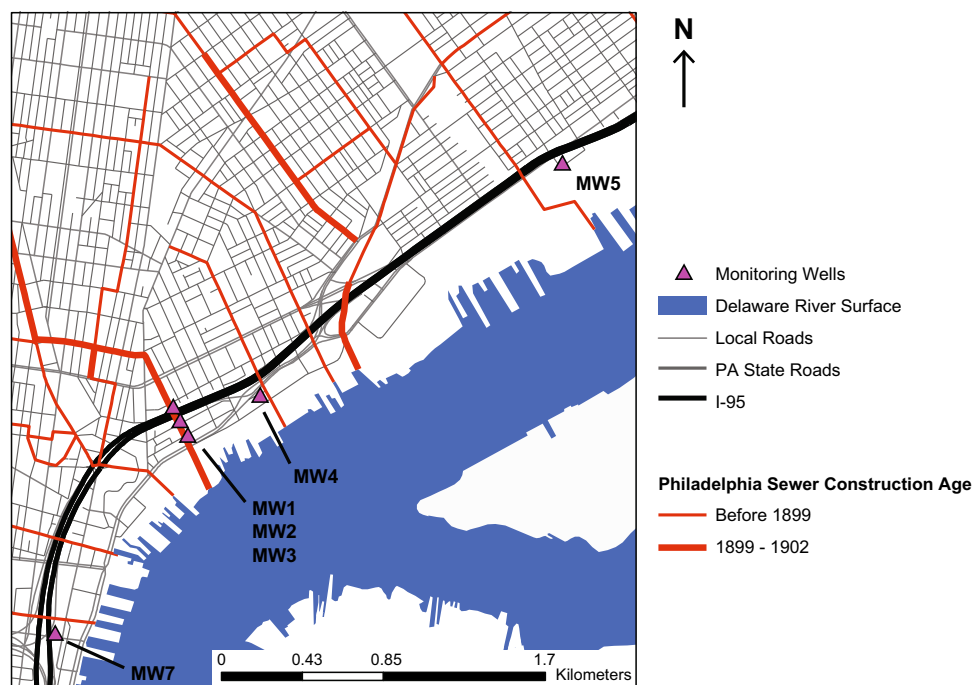 N
MW5
Monitoring Wells
Delaware River Surface
Local Roads
PA State Roads
I-95
MW4
MW1
MW2
MW3
Philadelphia Sewer Construction Age
Before 1899
1899 - 1902
MW7
0 0.43 0.85 1.7
Kilometers